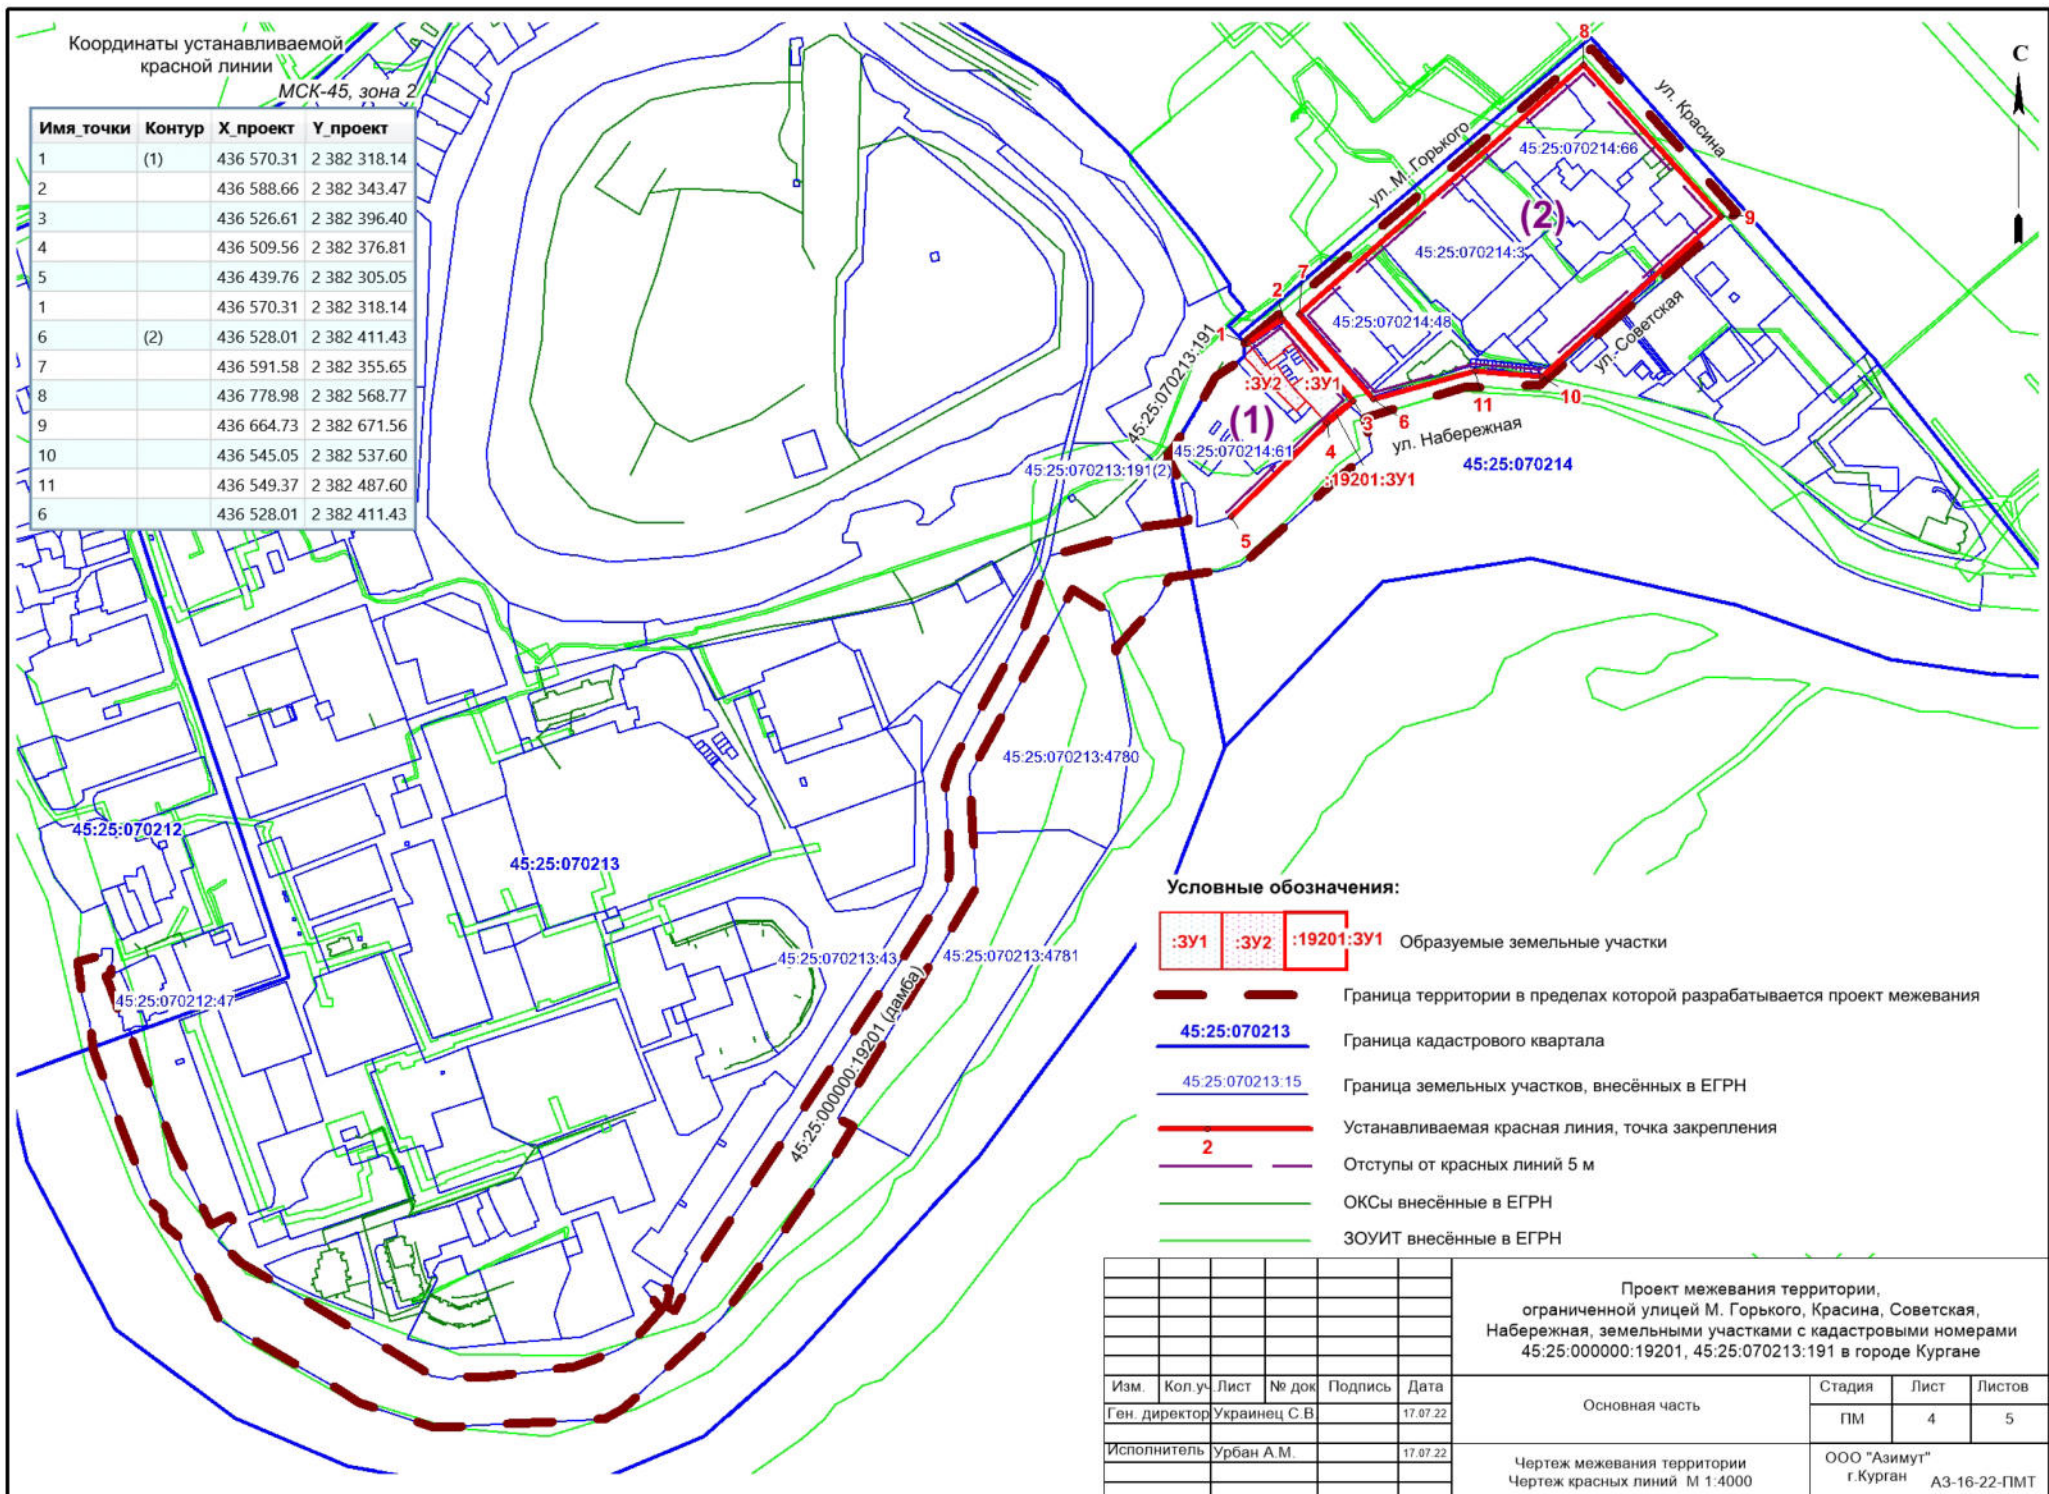 Координаты устанавливаемой
красной линии
МСК-45, зона 2
Имя_точки Контур X_проект Y_проект
1 (1) 436 570.31 2 382 318.14
2 436 588.66 2 382 343.47
3 436 526.61 2 382 396.40
4 436 509.56 2 382 376.81
5 436 439.76 2 382 305.05
1 436 570.31 2 382 318.14
6 (2) 436 528.01 2 382 411.43
7 436 591.58 2 382 355.65
8 436 778.98 2 382 568.77
9 436 664.73 2 382 671.56
10 436 545.05 2 382 537.60
11 436 549.37 2 382 487.60
6 436 528.01 2 382 411.43
С
8
ул. Красина
ул. М. Горького
45:25:070214:66
(2)
9
45:25:070214:3
7
2
45:25:070214:48
1
45:25:070213:191
ул. Советская
:ЗУ2
:ЗУ1
(1)
3
6
11
10
ул. Набережная
4
45:25:070214:61
45:25:070213:191(2)
45:25:070214
:19201:ЗУ1
5
45:25:070213:4780
45:25:070212
45:25:070213
45:25:070213:43
45:25:070213:4781
45:25:070212:47
45:25:000000:19201 (дамба)
Условные обозначения:
:ЗУ1 :ЗУ2 :19201:ЗУ1 Образуемые земельные участки
Граница территории в пределах которой разрабатывается проект межевания
45:25:070213 Граница кадастрового квартала
45:25:070213:15 Граница земельных участков, внесённых в ЕГРН
2 Устанавливаемая красная линия, точка закрепления
Отступы от красных линий 5 м
ОКСы внесённые в ЕГРН
ЗОУИТ внесённые в ЕГРН
Проект межевания территории,
ограниченной улицей М. Горького, Красина, Советская,
Набережная, земельными участками с кадастровыми номерами
45:25:000000:19201, 45:25:070213:191 в городе Кургане
Изм. Кол.уч Лист № док Подпись Дата
Ген. директор Украинец С.В 17.07.22
Исполнитель Урбан А.М. 17.07.22
Основная часть
Стадия Лист Листов
ПМ 4 5
Чертеж межевания территории
Чертеж красных линий М 1:4000
ООО "Азимут"
г.Курган АЗ-16-22-ПМТ